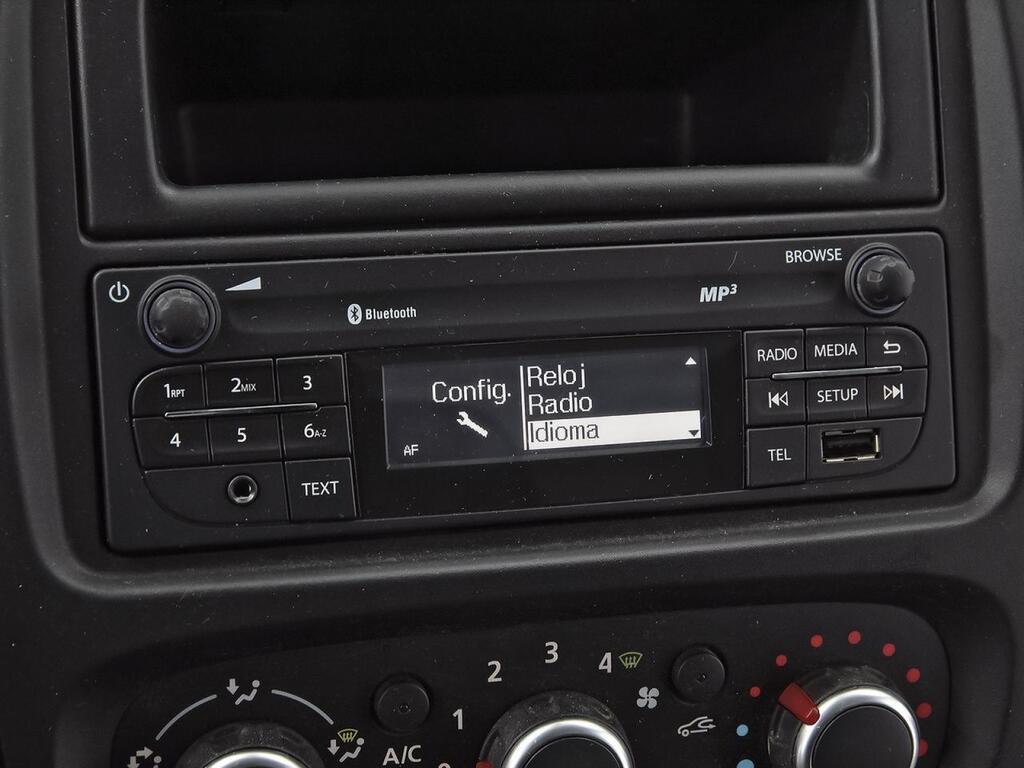 BROWSE
Bluetooth
MP3
1RPT
2MIX
3
4
5
6A-Z
TEXT
Config.
AF
Reloj
Radio
Idioma
RADIO
MEDIA
SETUP
TEL
1
2
3
4
A/C